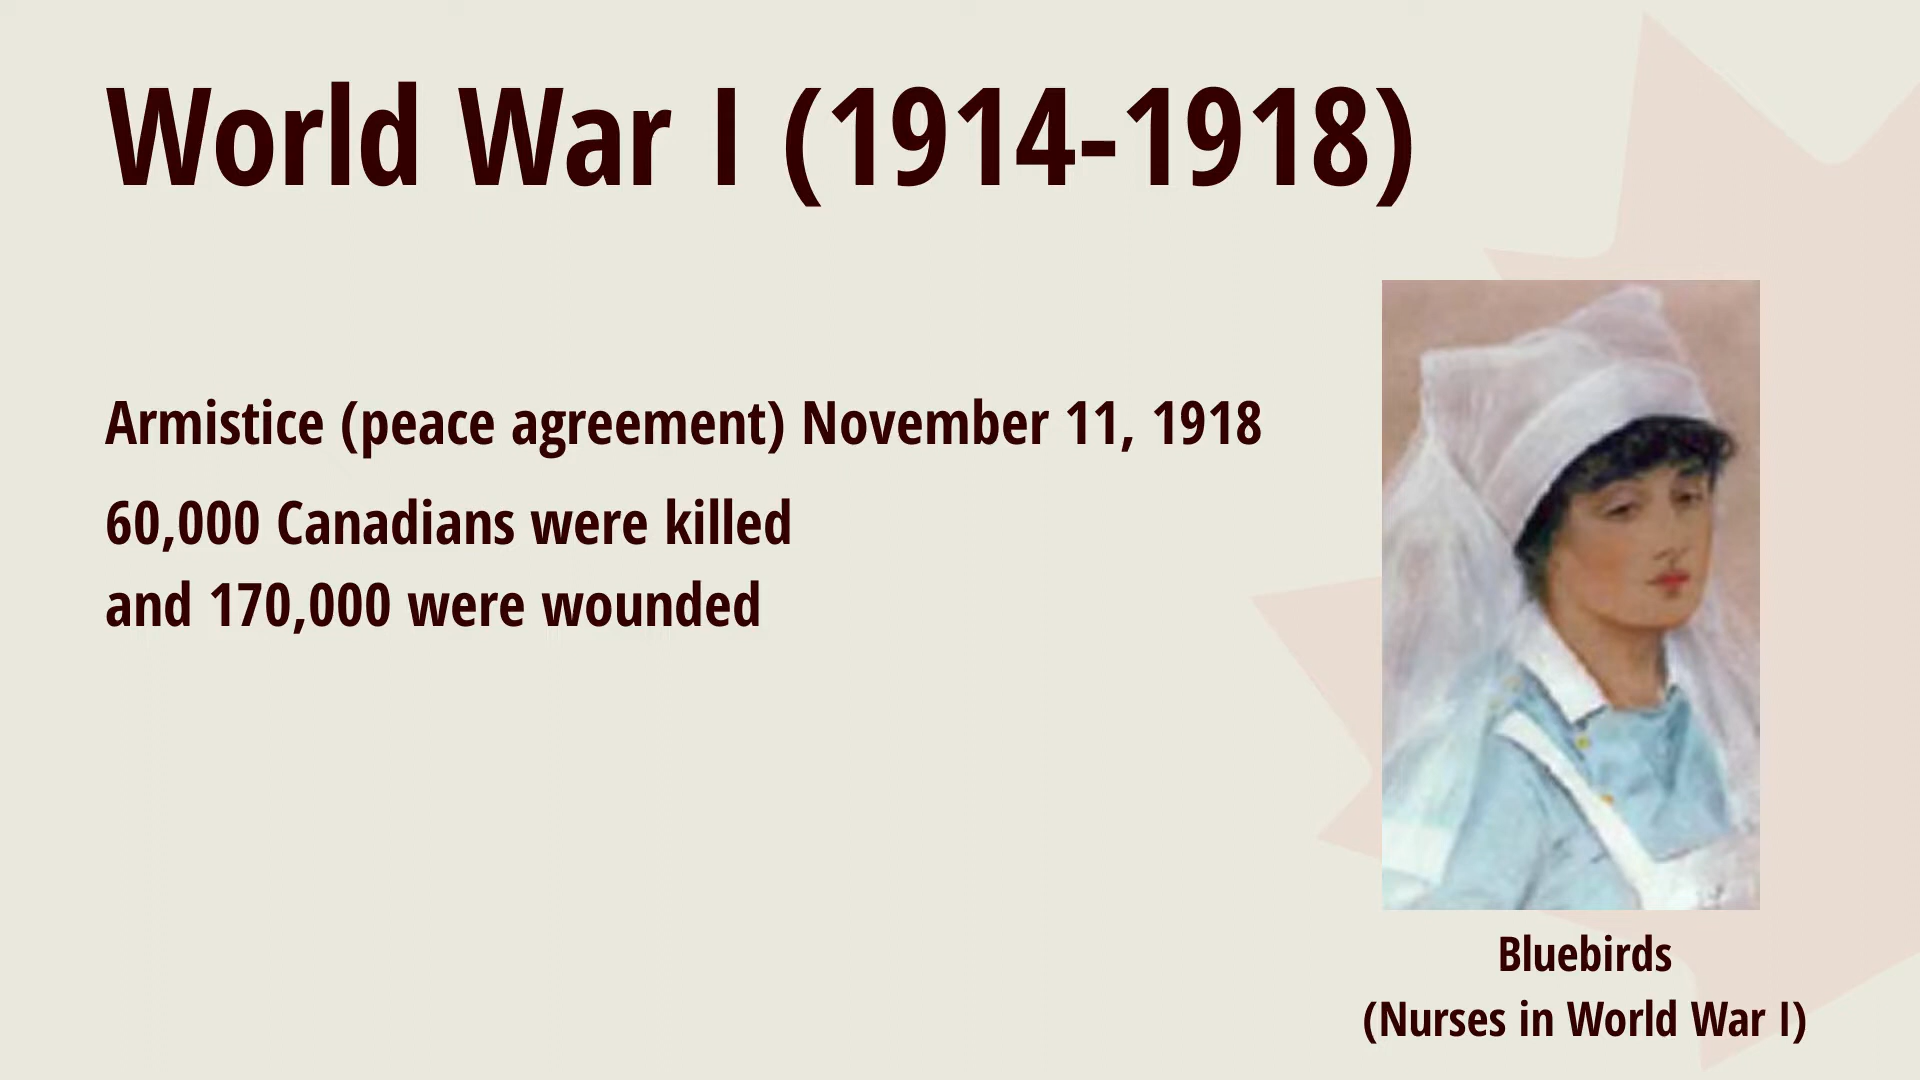 World War I (1914-1918)
Armistice (peace agreement) November 11, 1918
60,000 Canadians were killed
and 170,000 were wounded
Bluebirds
(Nurses in World War I)